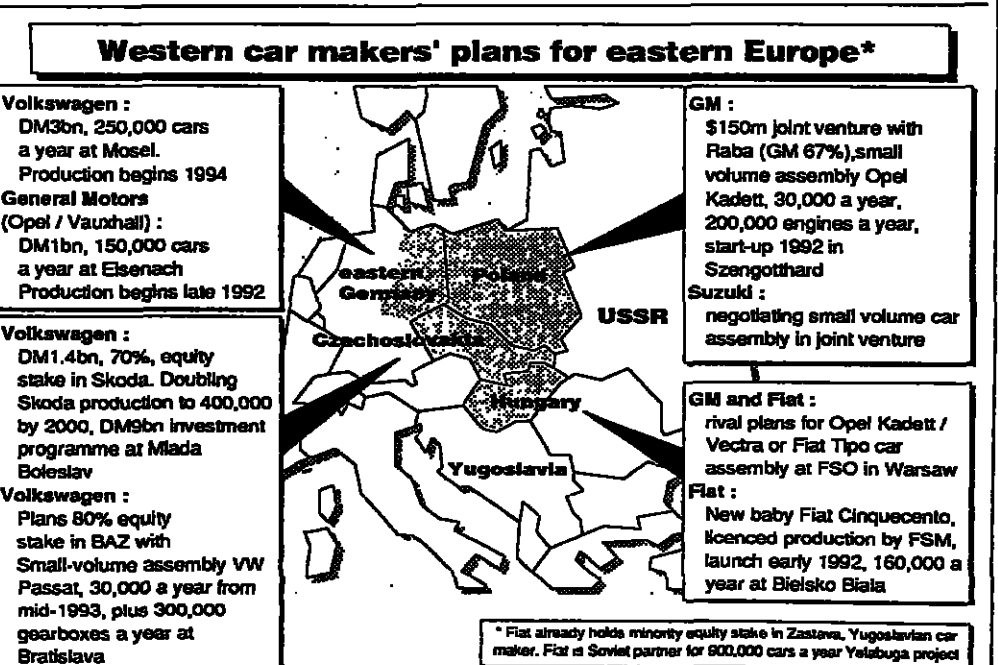 Western car makers' plans for eastern Europe*
Volkswagen :
DM3bn, 250,000 cars
a year at Mosel.
Production begins 1994
General Motors
(Opel / Vauxhall) :
DM1bn, 150,000 cars
a year at Eisenach
Production begins late 1992
Volkswagen :
DM1.4bn, 70%, equity
stake in Skoda. Doubling
Skoda production to 400,000
by 2000, DM9bn investment
programme at Mlada
Boleslav
Volkswagen :
Plans 80% equity
stake in BAZ with
Small-volume assembly VW
Passat, 30,000 a year from
mid-1993, plus 300,000
gearboxes a year at
Bratislava
eastern
Germany
Poland
Czechoslovakia
USSR
Hungary
Yugoslavia
GM :
$150m joint venture with
Raba (GM 67%),small
volume assembly Opel
Kadett, 30,000 a year,
200,000 engines a year,
start-up 1992 in
Szengotthard
Suzuki :
negotiating small volume car
assembly in joint venture
GM and Fiat :
rival plans for Opel Kadett /
Vectra or Fiat Tipo car
assembly at FSO in Warsaw
Fiat :
New baby Fiat Cinquecento,
licenced production by FSM,
launch early 1992, 160,000 a
year at Bielsko Biala
* Fiat already holds minority equity stake in Zastava, Yugoslavian car
maker. Fiat is Soviet partner for 900,000 cars a year Yelabuga project